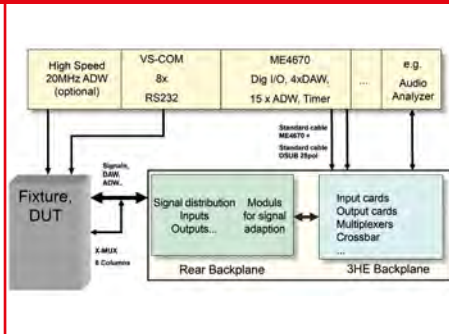 High Speed
20MHz ADW
(optional)
VS-COM
8x
RS232
ME4670
Dig I/O, 4xDAW,
15 x ADW, Timer
...
e.g.
Audio
Analyzer
Standard cable
ME4670 +
Standard cable
DSUB 25pol
Signals,
DAW,
ADW..
Fixture,
DUT
X-MUX
8 Columns
Signal distribution
Inputs
Outputs...
Moduls
for signal
adaption
Input cards
Output cards
Multiplexers
Crossbar
...
Rear Backplane
3HE Backplane